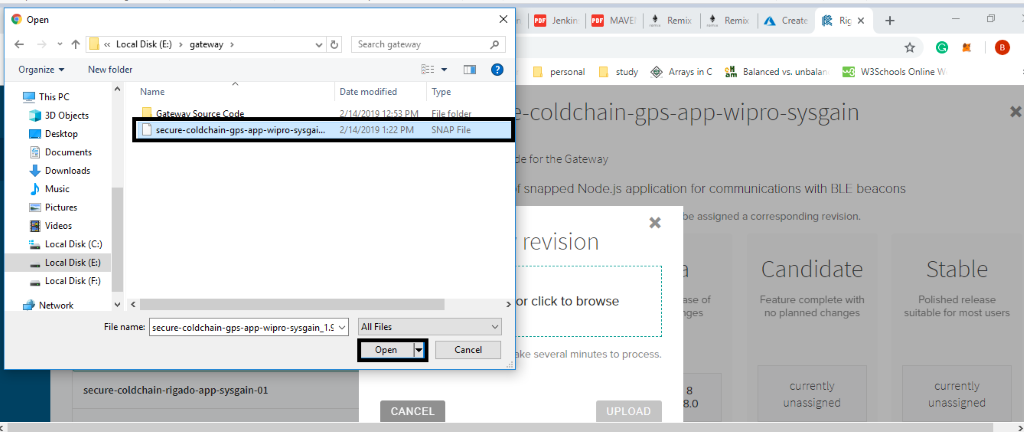 Open
« Local Disk (E:) › gateway ›
Search gateway
Organize
New folder
This PC
3D Objects
Desktop
Documents
Downloads
Music
Pictures
Videos
Local Disk (C:)
Local Disk (E:)
Local Disk (F:)
Network
Name
Date modified
Type
Gateway Source Code
2/14/2019 12:53 PM
File folder
secure-coldchain-gps-app-wipro-sysgai...
2/14/2019 1:22 PM
SNAP File
File name:
secure-coldchain-gps-app-wipro-sysgain_1.9
All Files
Open
Cancel
PDF Jenkin
PDF MAVE
Remix
Remix
Create
Rig
B
personal
study
Arrays in C
Balanced vs. unbalan
W3Schools Online W
e-coldchain-gps-app-wipro-sysgain
de for the Gateway
of snapped Node.js application for communications with BLE beacons
be assigned a corresponding revision.
revision
or click to browse
ake several minutes to process.
CANCEL
UPLOAD
a
ase of
nges
8
8.0
Candidate
Feature complete with
no planned changes
currently
unassigned
Stable
Polished release
suitable for most users
currently
unassigned
secure-coldchain-rigado-app-sysgain-01